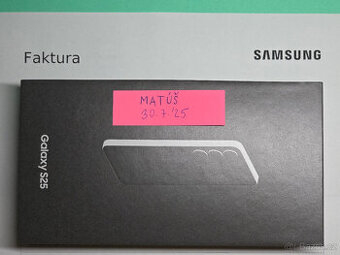 Faktura
SAMSUNG
MATÚŠ
30.7.'25
Galaxy S25